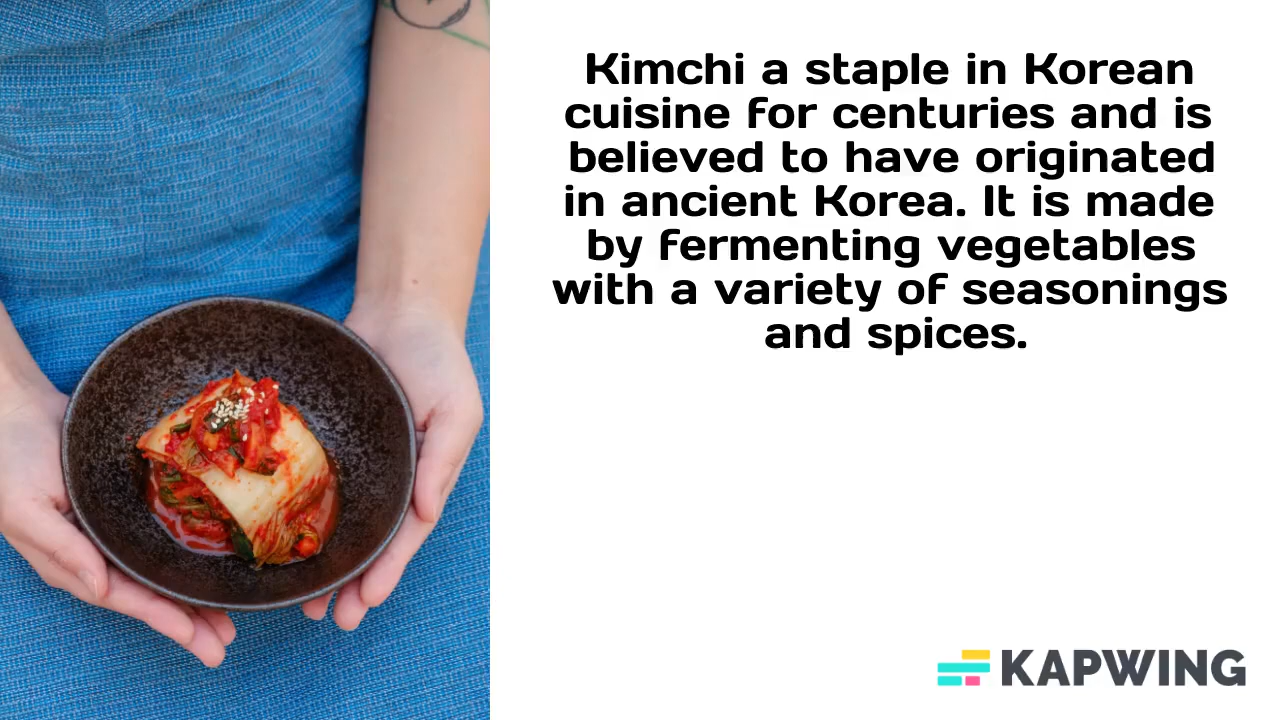 Kimchi a staple in Korean
cuisine for centuries and is
believed to have originated
in ancient Korea. It is made
by fermenting vegetables
with a variety of seasonings
and spices.
KAPWING